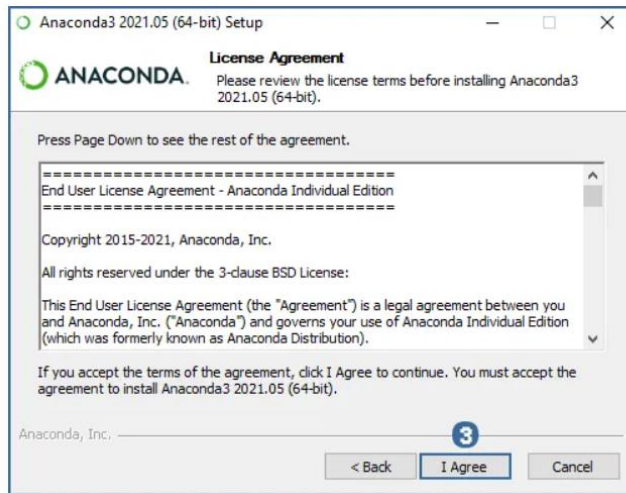 Anaconda3 2021.05 (64-bit) Setup
ANACONDA.
License Agreement
Please review the license terms before installing Anaconda3
2021.05 (64-bit).
Press Page Down to see the rest of the agreement.
=====================================
End User License Agreement - Anaconda Individual Edition
=====================================
Copyright 2015-2021, Anaconda, Inc.
All rights reserved under the 3-clause BSD License:
This End User License Agreement (the "Agreement") is a legal agreement between you
and Anaconda, Inc. ("Anaconda") and governs your use of Anaconda Individual Edition
(which was formerly known as Anaconda Distribution).
If you accept the terms of the agreement, click I Agree to continue. You must accept the
agreement to install Anaconda3 2021.05 (64-bit).
Anaconda, Inc.
3
< Back
I Agree
Cancel